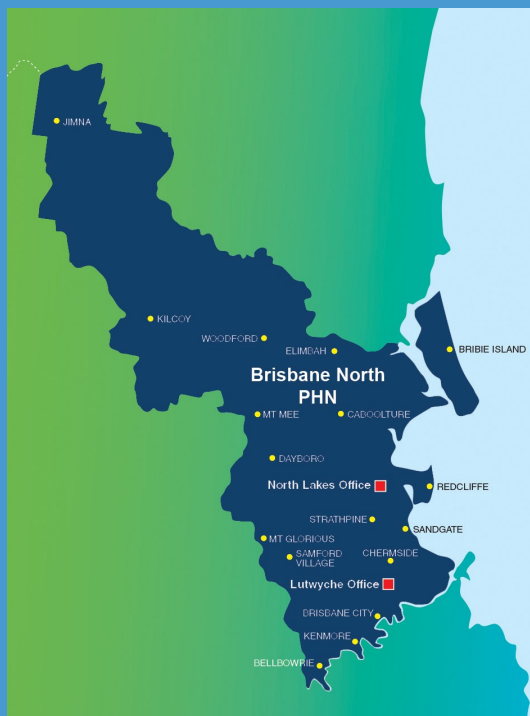 JIMNA
KILCOY
WOODFORD
ELIMBAH
BRIBIE ISLAND
Brisbane North
PHN
MT MEE
CABOOLTURE
DAYBORO
North Lakes Office
REDCLIFFE
STRATHPINE
SANDGATE
MT GLORIOUS
SAMFORD
VILLAGE
CHERMSIDE
Lutwyche Office
BRISBANE CITY
KENMORE
BELLBOWRIE